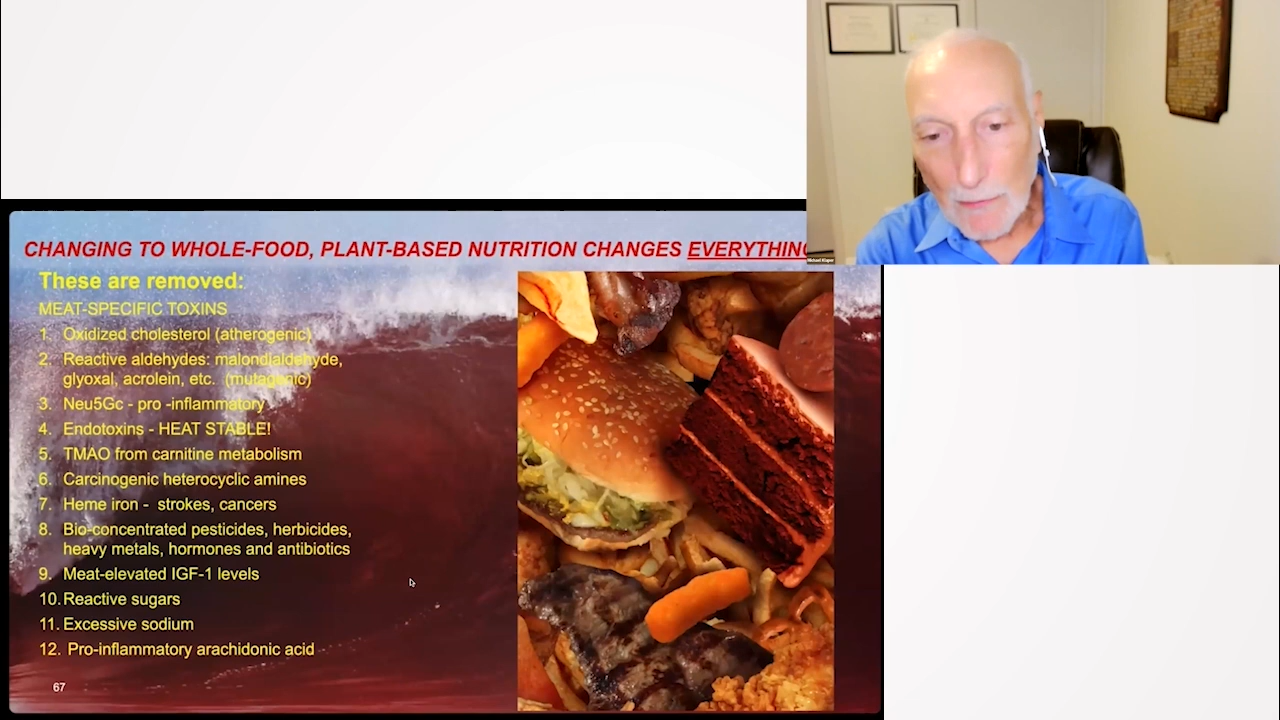 CHANGING TO WHOLE-FOOD, PLANT-BASED NUTRITION CHANGES EVERYTHING
These are removed:
MEAT-SPECIFIC TOXINS
1. Oxidized cholesterol (atherogenic)
2. Reactive aldehydes: malondialdehyde,
glyoxal, acrolein, etc. (mutagenic)
3. Neu5Gc - pro -inflammatory
4. Endotoxins - HEAT STABLE!
5. TMAO from carnitine metabolism
6. Carcinogenic heterocyclic amines
7. Heme iron - strokes, cancers
8. Bio-concentrated pesticides, herbicides,
heavy metals, hormones and antibiotics
9. Meat-elevated IGF-1 levels
10. Reactive sugars
11. Excessive sodium
12. Pro-inflammatory arachidonic acid
67